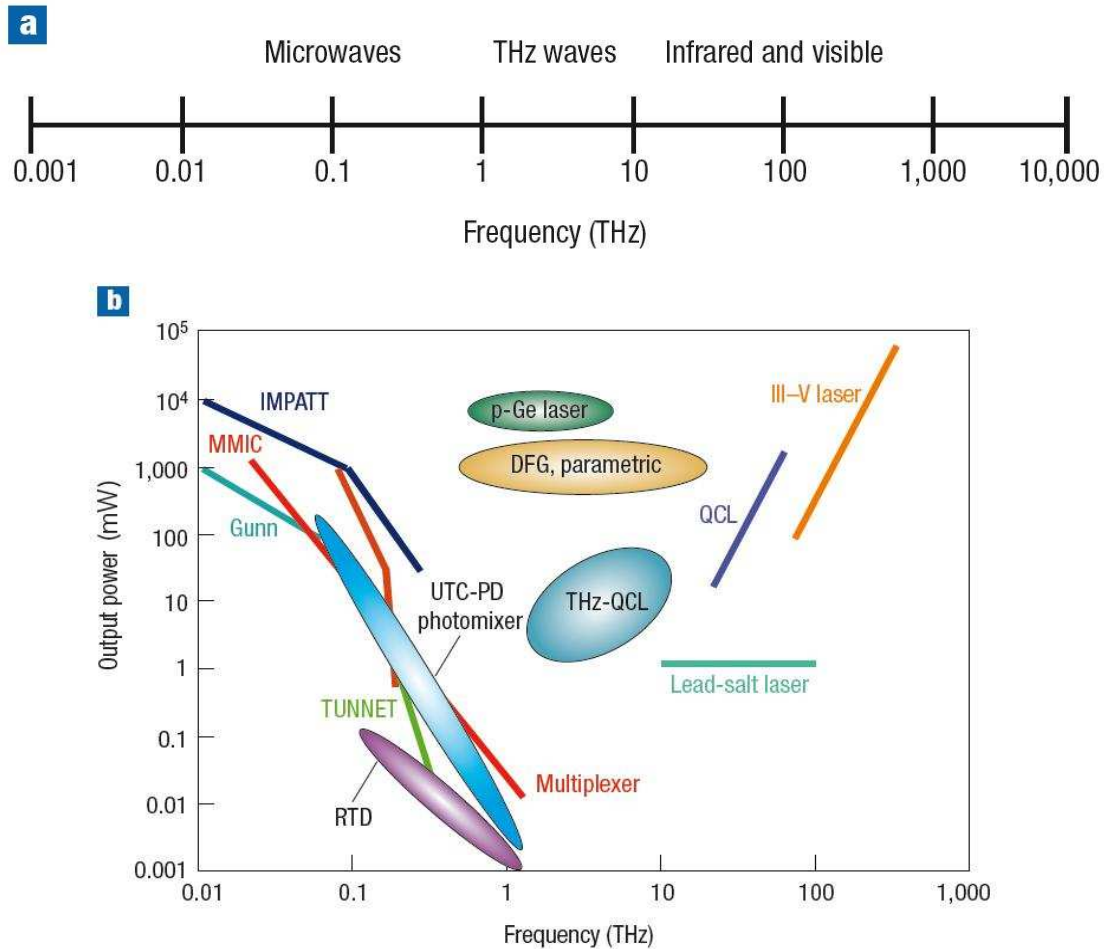 a
Microwaves THz waves Infrared and visible
0.001 0.01 0.1 1 10 100 1,000 10,000
Frequency (THz)
b
10⁵
10⁴
1,000
100
10
1
0.1
0.01
0.001
Output power (mW)
IMPATT
MMIC
Gunn
p-Ge laser
DFG, parametric
III–V laser
QCL
UTC-PD
photomixer
THz-QCL
Lead-salt laser
TUNNET
RTD
Multiplexer
0.01 0.1 1 10 100 1,000
Frequency (THz)